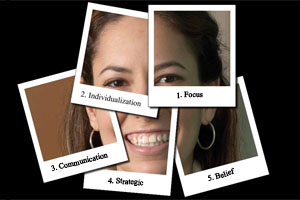 1. Focus
2. Individualization
3. Communication
4. Strategic
5. Belief